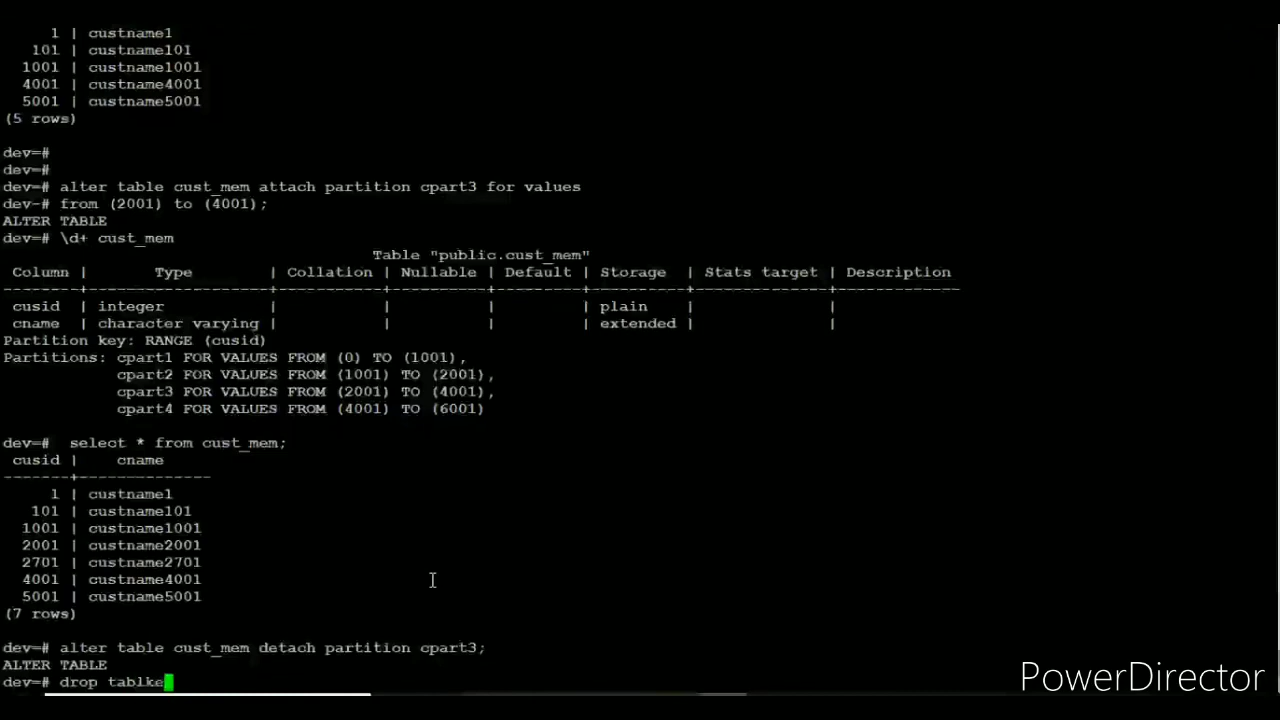 1 | custname1
101 | custname101
1001 | custname1001
4001 | custname4001
5001 | custname5001
(5 rows)
dev=#
dev=#
dev=# alter table cust_mem attach partition cpart3 for values
dev-# from (2001) to (4001);
ALTER TABLE
dev=# \d+ cust_mem
Table "public.cust_mem"
Column | Type | Collation | Nullable | Default | Storage | Stats target | Description
--------+-------------------+-----------+----------+---------+----------+--------------+-------------
cusid | integer | | | | plain | |
cname | character varying | | | | extended | |
Partition key: RANGE (cusid)
Partitions: cpart1 FOR VALUES FROM (0) TO (1001),
cpart2 FOR VALUES FROM (1001) TO (2001),
cpart3 FOR VALUES FROM (2001) TO (4001),
cpart4 FOR VALUES FROM (4001) TO (6001)
dev=# select * from cust_mem;
cusid | cname
-------+--------------
1 | custname1
101 | custname101
1001 | custname1001
2001 | custname2001
2701 | custname2701
4001 | custname4001
5001 | custname5001
(7 rows)
dev=# alter table cust_mem detach partition cpart3;
ALTER TABLE
dev=# drop tablke
PowerDirector